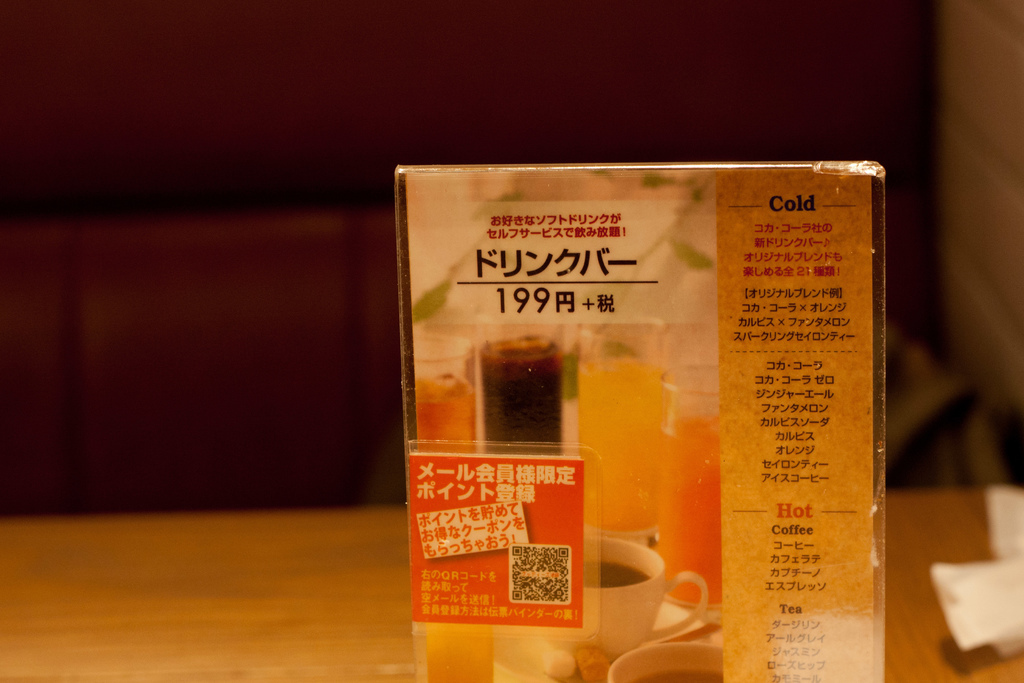 お好きなソフトドリンクが
セルフサービスで飲み放題!
ドリンクバー
199円+税
メール会員様限定
ポイント登録
ポイントを貯めて
お得なクーポンを
もらっちゃおう!
右のQRコードを
読み取って
空メールを送信!
会員登録方法は伝票バインダーの裏!
Cold
コカ・コーラ社の
新ドリンクバー♪
オリジナルブレンドも
楽しめる全21種類!
【オリジナルブレンド例】
コカ・コーラ×オレンジ
カルピス×ファンタメロン
スパークリングセイロンティー
コカ・コーラ
コカ・コーラ ゼロ
ジンジャーエール
ファンタメロン
カルピスソーダ
カルピス
オレンジ
セイロンティー
アイスコーヒー
Hot
Coffee
コーヒー
カフェラテ
カプチーノ
エスプレッソ
Tea
ダージリン
アールグレイ
ジャスミン
ローズヒップ
カモミール